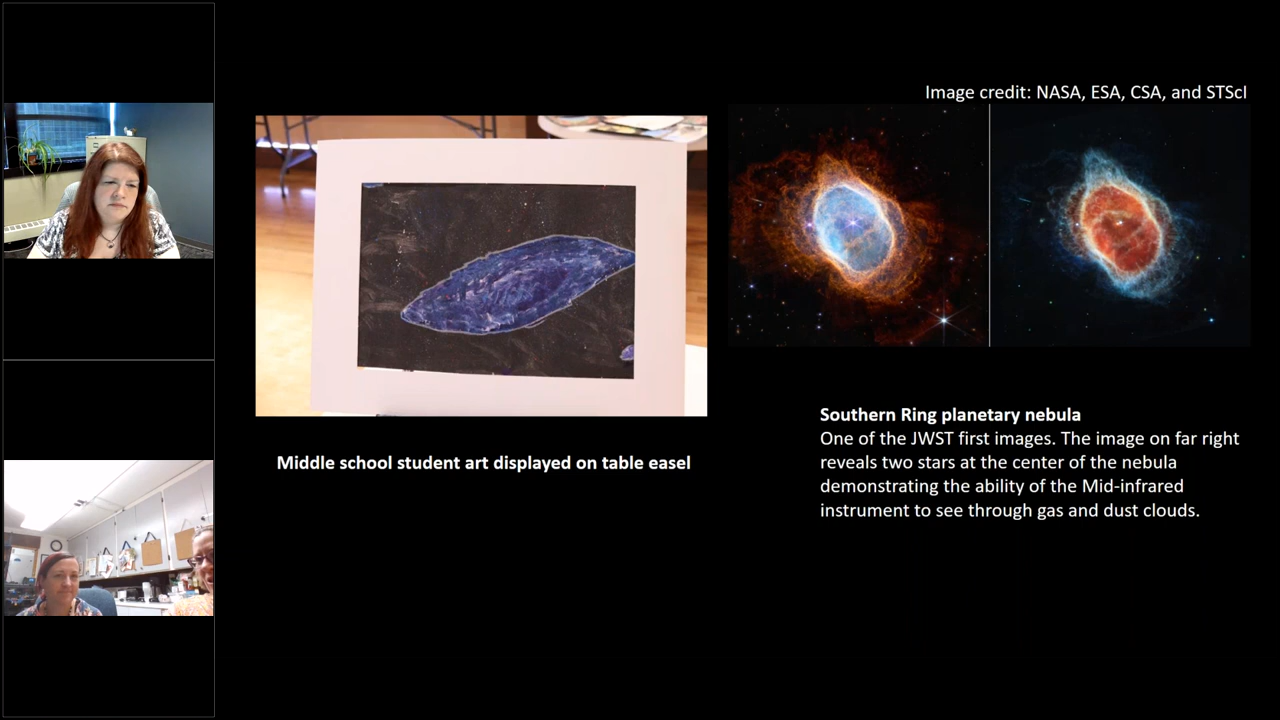 Image credit: NASA, ESA, CSA, and STScI
Middle school student art displayed on table easel
Southern Ring planetary nebula
One of the JWST first images. The image on far right
reveals two stars at the center of the nebula
demonstrating the ability of the Mid-infrared
instrument to see through gas and dust clouds.